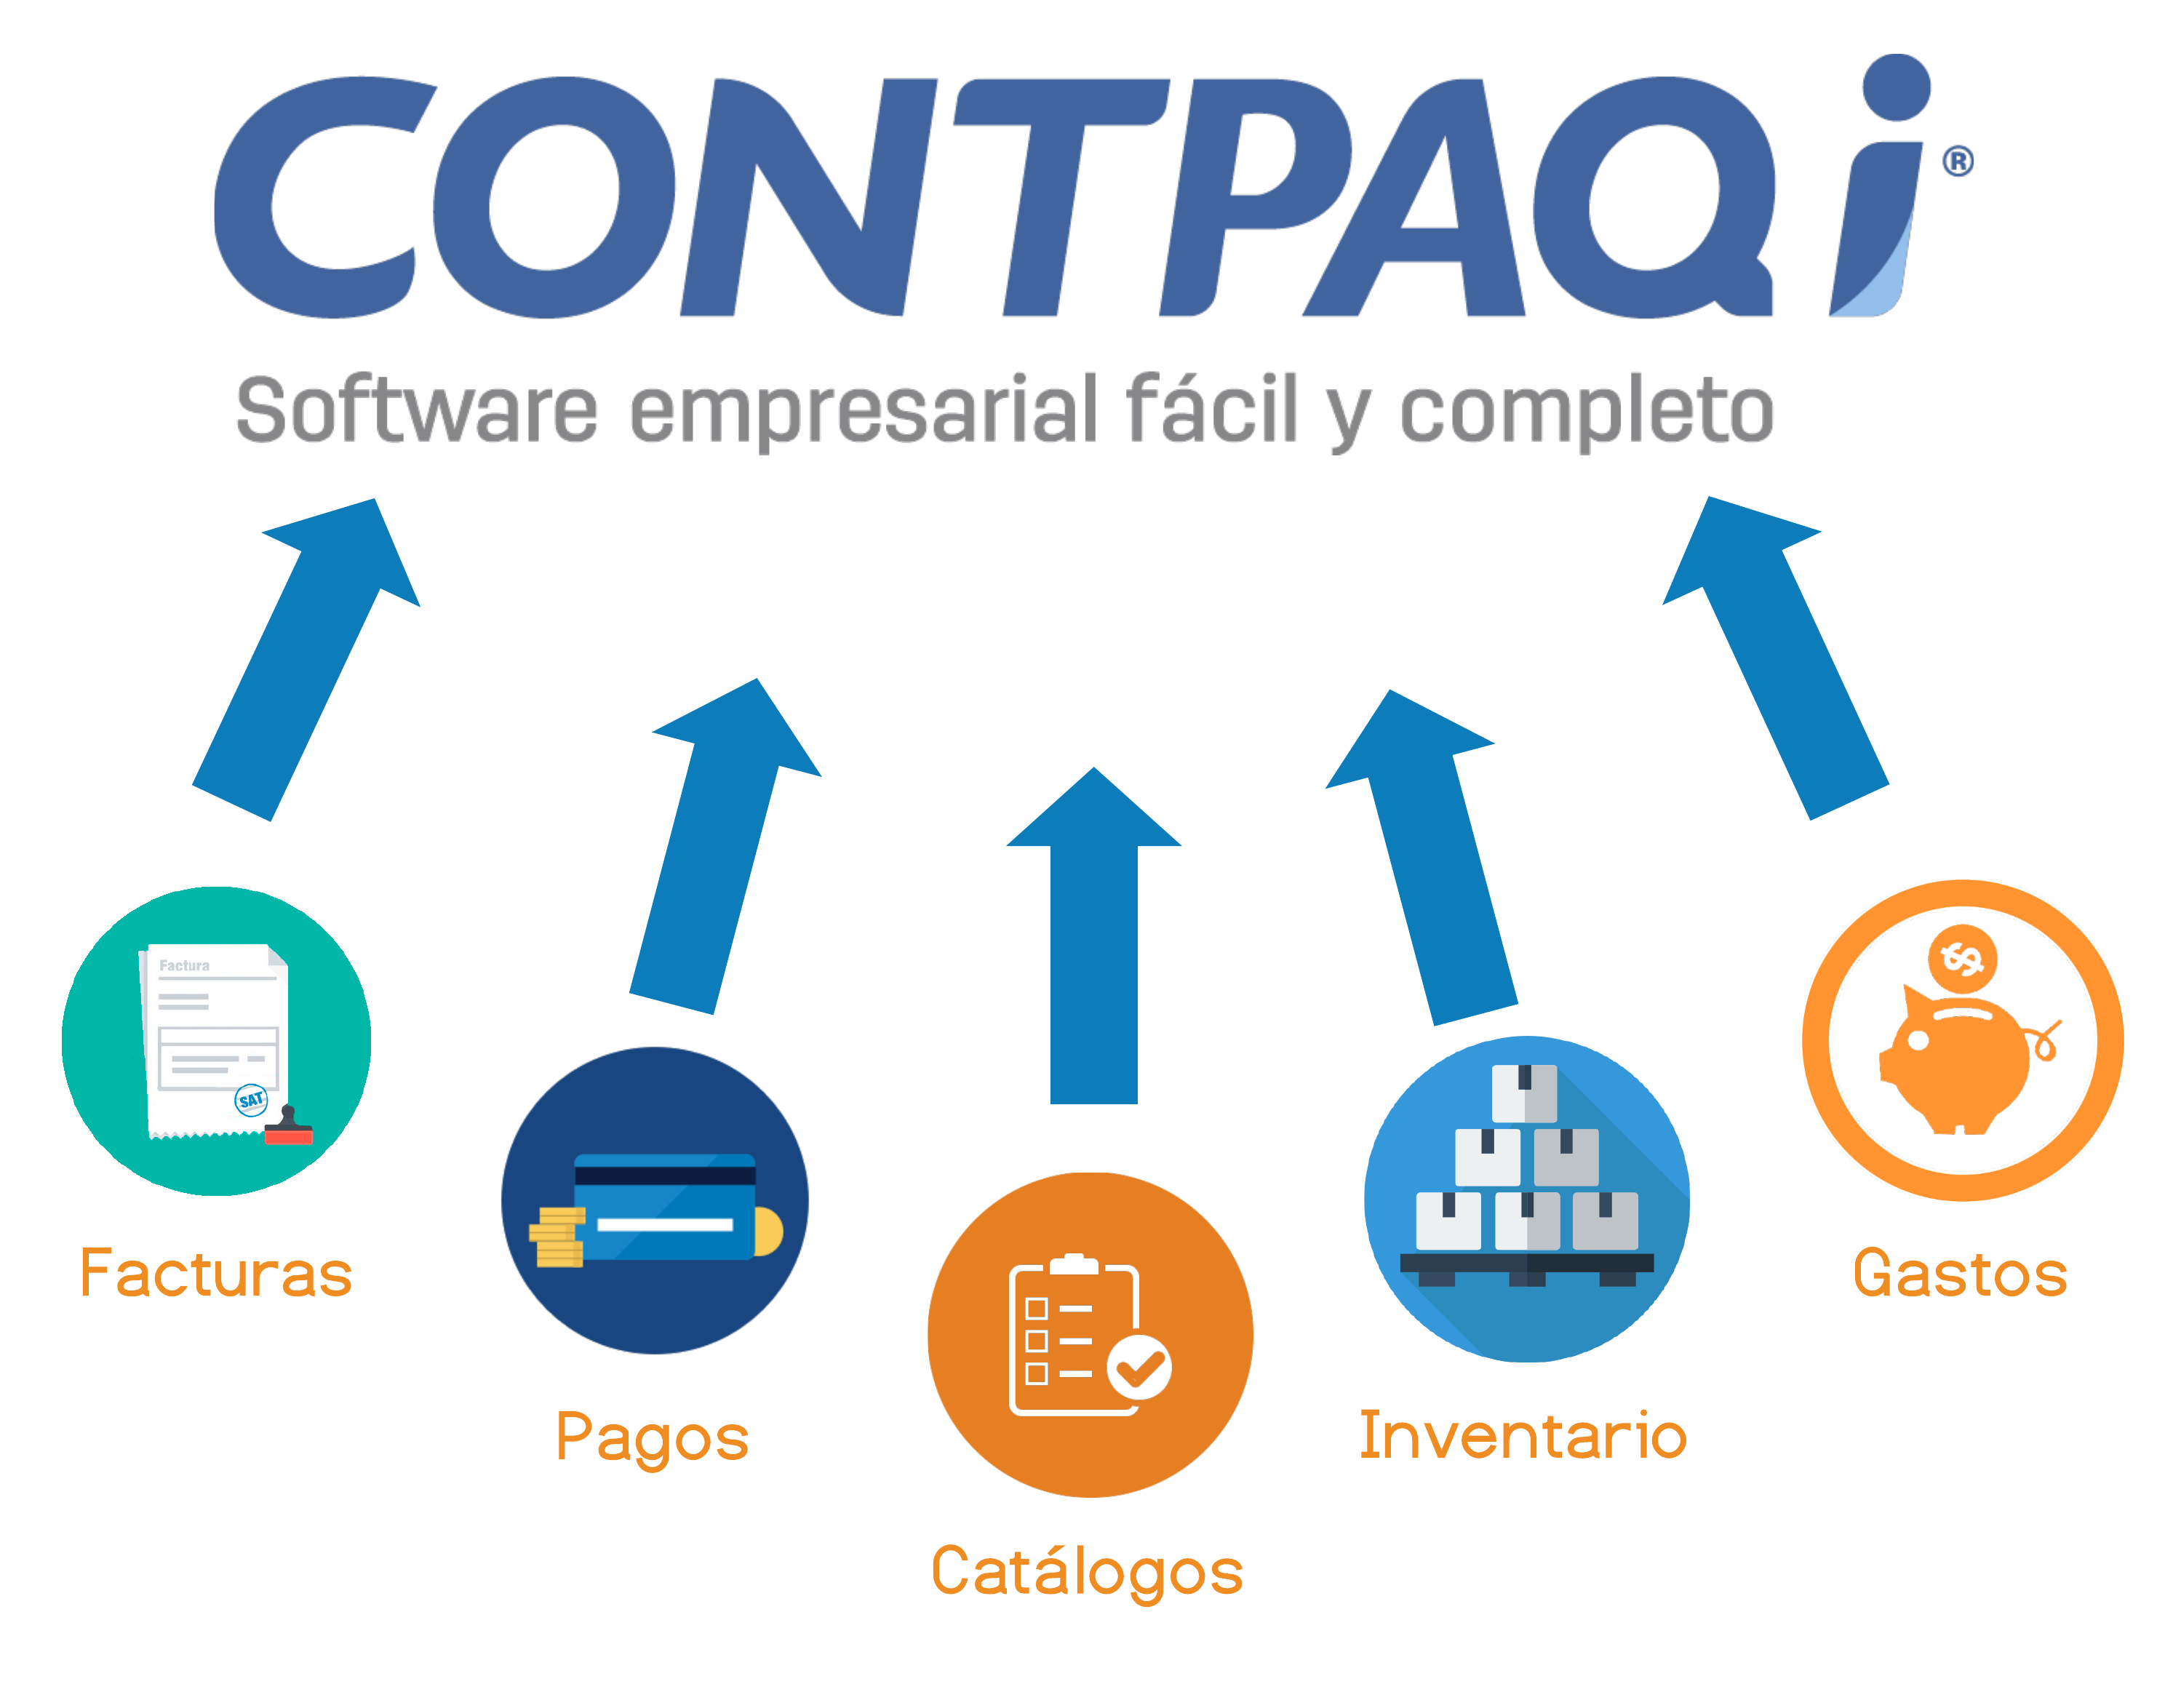 CONTPAQi®
Software empresarial fácil y completo
Factura
SAT
$
Facturas
Gastos
Pagos
Inventario
Catálogos